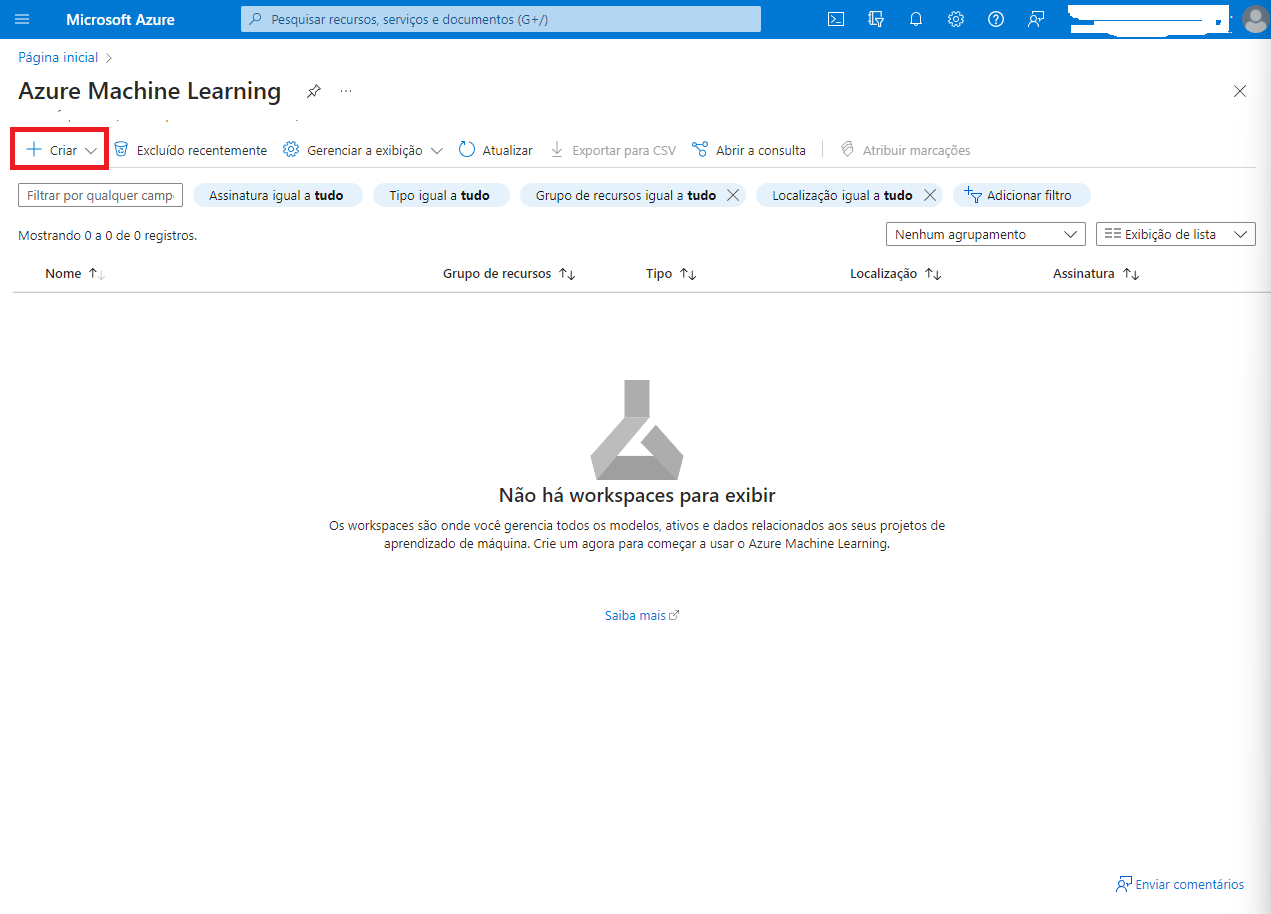 Microsoft Azure
Pesquisar recursos, serviços e documentos (G+/)
Página inicial
Azure Machine Learning
Criar
Excluído recentemente
Gerenciar a exibição
Atualizar
Exportar para CSV
Abrir a consulta
Atribuir marcações
Filtrar por qualquer camp
Assinatura igual a tudo
Tipo igual a tudo
Grupo de recursos igual a tudo
Localização igual a tudo
Adicionar filtro
Mostrando 0 a 0 de 0 registros.
Nenhum agrupamento
Exibição de lista
Nome
Grupo de recursos
Tipo
Localização
Assinatura
Não há workspaces para exibir
Os workspaces são onde você gerencia todos os modelos, ativos e dados relacionados aos seus projetos de
aprendizado de máquina. Crie um agora para começar a usar o Azure Machine Learning.
Saiba mais
Enviar comentários